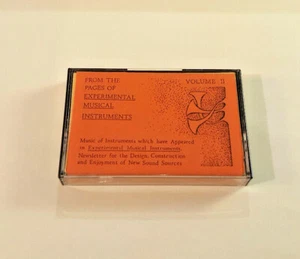 FROM THE
PAGES OF
EXPERIMENTAL
MUSICAL
INSTRUMENTS
VOLUME II
Music of Instruments which have Appeared
in Experimental Musical Instruments,
Newsletter for the Design, Construction
and Enjoyment of New Sound Sources